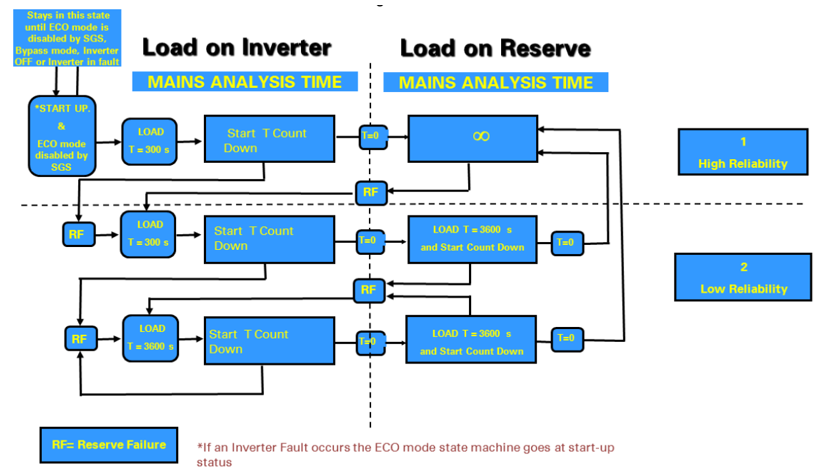 Stays in this state
until ECO mode is
disabled by SGS,
Bypass mode, Inverter
OFF or Inverter in fault
Load on Inverter
Load on Reserve
MAINS ANALYSIS TIME
MAINS ANALYSIS TIME
*START UP.
&
ECO mode
disabled by
SGS
LOAD
T = 300 s
Start T Count
Down
T=0
∞
1
High Reliability
RF
RF
LOAD
T = 300 s
Start T Count
Down
T=0
LOAD T = 3600 s
and Start Count Down
T=0
2
Low Reliability
RF
RF
LOAD
T = 3600 s
Start T Count
Down
T=0
LOAD T = 3600 s
and Start Count Down
T=0
RF= Reserve Failure
*If an Inverter Fault occurs the ECO mode state machine goes at start-up
status